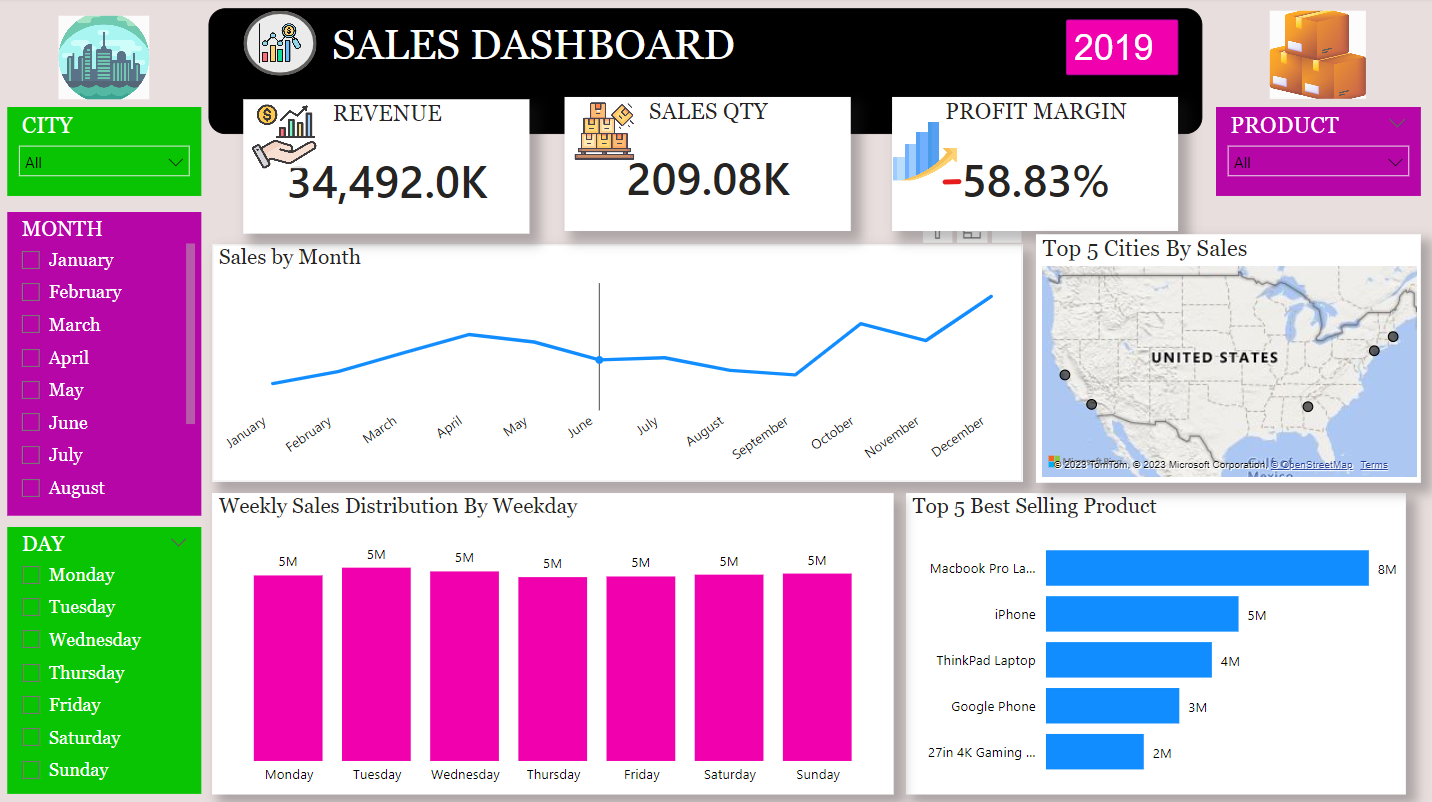 SALES DASHBOARD
2019
CITY
All
REVENUE
34,492.0K
SALES QTY
209.08K
PROFIT MARGIN
-58.83%
PRODUCT
All
MONTH
January
February
March
April
May
June
July
August
DAY
Monday
Tuesday
Wednesday
Thursday
Friday
Saturday
Sunday
Sales by Month
January
February
March
April
May
June
July
August
September
October
November
December
Top 5 Cities By Sales
UNITED STATES
Gulf of
Mexico
Microsoft Bing
© 2023 TomTom, © 2023 Microsoft Corporation, © OpenStreetMap Terms
Weekly Sales Distribution By Weekday
5M
5M
5M
5M
5M
5M
5M
Monday
Tuesday
Wednesday
Thursday
Friday
Saturday
Sunday
Top 5 Best Selling Product
Macbook Pro La... 8M
iPhone 5M
ThinkPad Laptop 4M
Google Phone 3M
27in 4K Gaming ... 2M